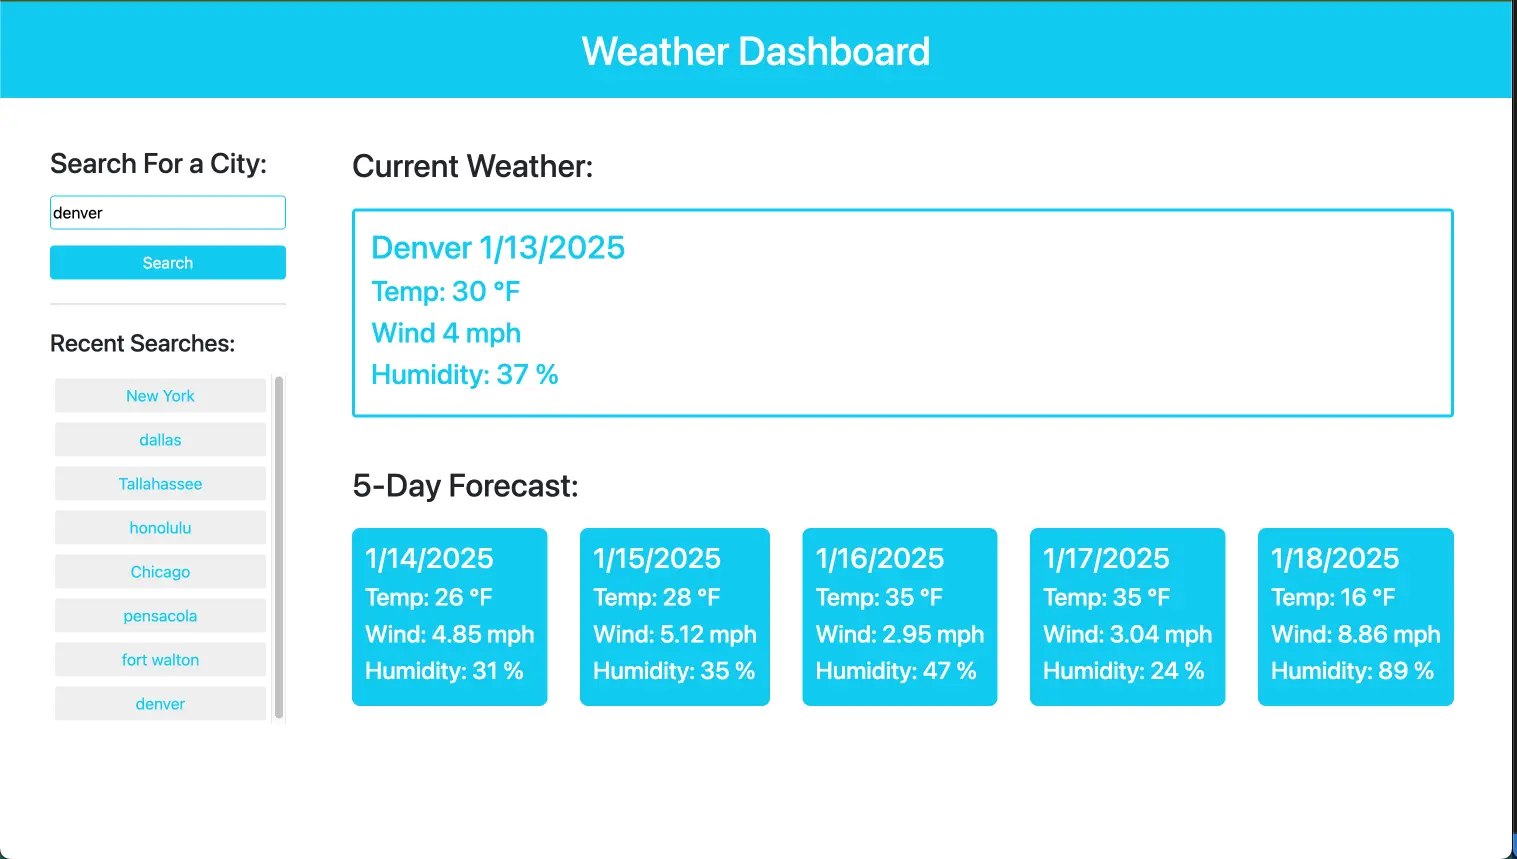 Weather Dashboard
Search For a City:
denver
Search
Recent Searches:
New York
dallas
Tallahassee
honolulu
Chicago
pensacola
fort walton
denver
Current Weather:
Denver 1/13/2025
Temp: 30 °F
Wind 4 mph
Humidity: 37 %
5-Day Forecast:
1/14/2025
Temp: 26 °F
Wind: 4.85 mph
Humidity: 31 %
1/15/2025
Temp: 28 °F
Wind: 5.12 mph
Humidity: 35 %
1/16/2025
Temp: 35 °F
Wind: 2.95 mph
Humidity: 47 %
1/17/2025
Temp: 35 °F
Wind: 3.04 mph
Humidity: 24 %
1/18/2025
Temp: 16 °F
Wind: 8.86 mph
Humidity: 89 %